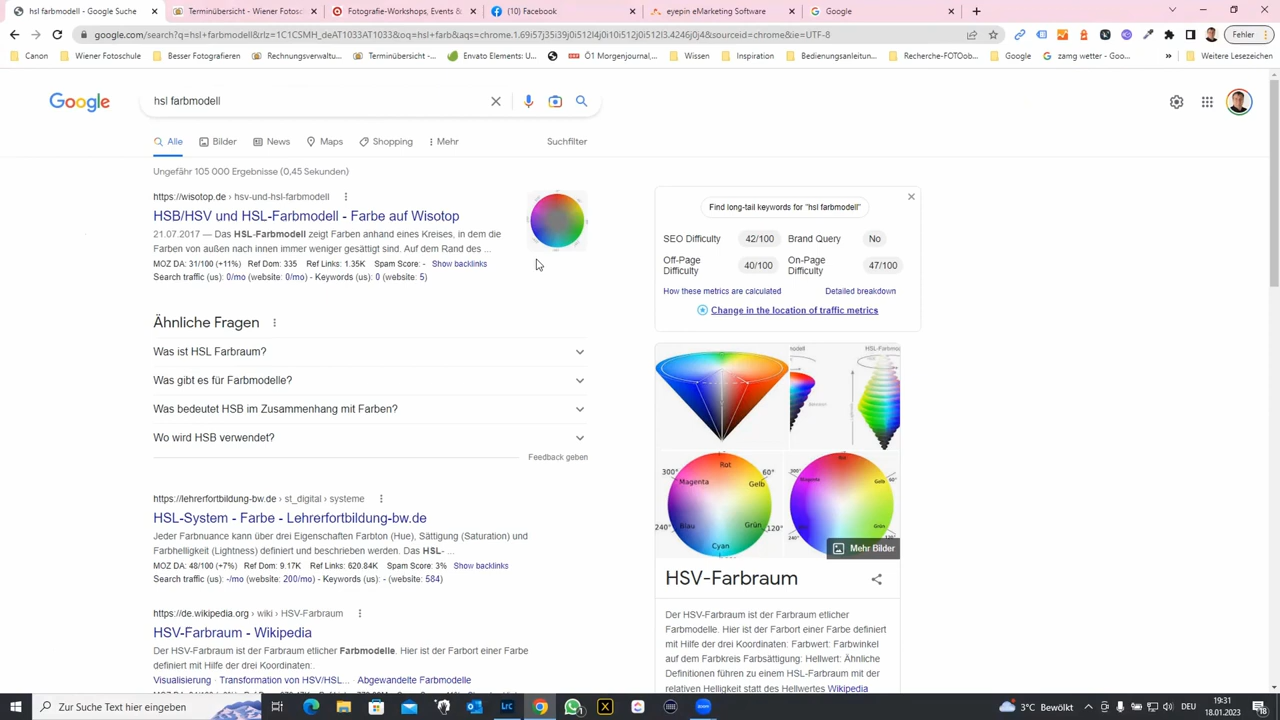 hsl farbmodell - Google Suche
Terminübersicht - Wiener Fotosc
Fotografie-Workshops, Events &
(10) Facebook
eyepin eMarketing Software
Google
google.com/search?q=hsl+farbmodell&rlz=1C1CSMH_deAT1033AT1033&oq=hsl+farb&aqs=chrome.1.69i57j35i39j0i512l4j0i10i512j0i512l3.4246j0j4&sourceid=chrome&ie=UTF-8
Fehler
Canon
Wiener Fotoschule
Besser Fotografieren
Rechnungsverwaltu...
Terminübersicht -...
Envato Elements: U...
Ö1 Morgenjournal,...
Wissen
Inspiration
Bedienungsanleitun...
Recherche-FOTOob...
Google
zamg wetter - Goo...
»
Weitere Lesezeichen
Google
hsl farbmodell
Alle
Bilder
News
Maps
Shopping
Mehr
Suchfilter
Ungefähr 105 000 Ergebnisse (0,45 Sekunden)
https://wisotop.de › hsv-und-hsl-farbmodell
HSB/HSV und HSL-Farbmodell - Farbe auf Wisotop
21.07.2017 — Das HSL-Farbmodell zeigt Farben anhand eines Kreises, in dem die
Farben von außen nach innen immer weniger gesättigt sind. Auf dem Rand des ...
MOZ DA: 31/100 (+11%) Ref Dom: 335 Ref Links: 1.35K Spam Score: - Show backlinks
Search traffic (us): 0/mo (website: 0/mo) - Keywords (us): 0 (website: 5)
Ähnliche Fragen
Was ist HSL Farbraum?
Was gibt es für Farbmodelle?
Was bedeutet HSB im Zusammenhang mit Farben?
Wo wird HSB verwendet?
Feedback geben
https://lehrerfortbildung-bw.de › st_digital › systeme
HSL-System - Farbe - Lehrerfortbildung-bw.de
Jeder Farbnuance kann über drei Eigenschaften Farbton (Hue), Sättigung (Saturation) und
Farbhelligkeit (Lightness) definiert und beschrieben werden. Das HSL- ...
MOZ DA: 48/100 (+7%) Ref Dom: 9.17K Ref Links: 620.84K Spam Score: 3% Show backlinks
Search traffic (us): -/mo (website: 200/mo) - Keywords (us): - (website: 584)
https://de.wikipedia.org › wiki › HSV-Farbraum
HSV-Farbraum - Wikipedia
Der HSV-Farbraum ist der Farbraum etlicher Farbmodelle. Hier ist der Farbort einer Farbe
definiert mit Hilfe der drei Koordinaten:.
Visualisierung · Transformation von HSV/HSL... · Abgewandelte Farbmodelle
Find long-tail keywords for "hsl farbmodell"
SEO Difficulty 42/100 Brand Query No
Off-Page Difficulty 40/100 On-Page Difficulty 47/100
How these metrics are calculated
Detailed breakdown
Change in the location of traffic metrics
300°
Rot
60°
Magenta
Gelb
240°
Blau
Grün
120°
Cyan
Rot
Magenta
Gelb
Grün
Mehr Bilder
HSV-Farbraum
Der HSV-Farbraum ist der Farbraum etlicher
Farbmodelle. Hier ist der Farbort einer Farbe definiert
mit Hilfe der drei Koordinaten: Farbwert: Farbwinkel
auf dem Farbkreis Farbsättigung: Hellwert: Ähnliche
Definitionen führen zu einem HSL-Farbraum mit der
relativen Helligkeit statt des Hellwertes Wikipedia
Zur Suche Text hier eingeben
Lrc
zoom
3°C Bewölkt
DEU
19:31
18.01.2023
18